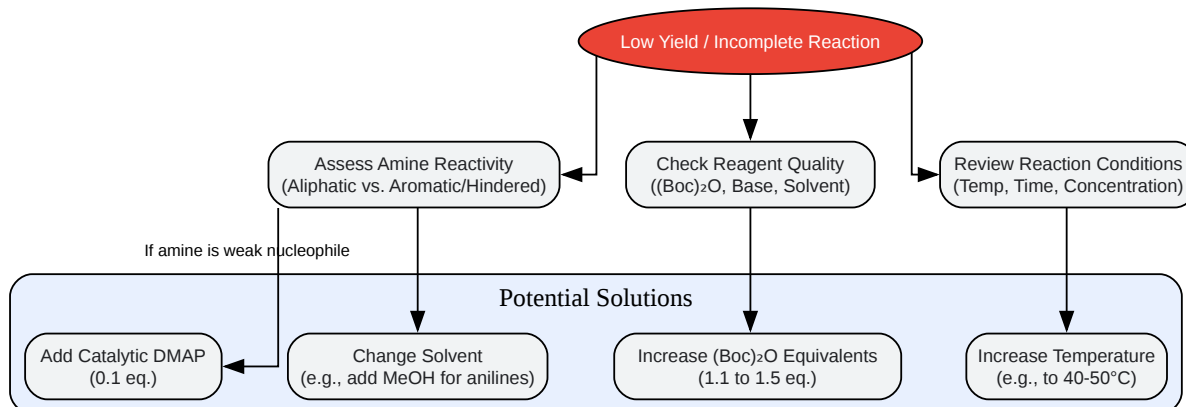 Low Yield / Incomplete Reaction
Assess Amine Reactivity
(Aliphatic vs. Aromatic/Hindered)
Check Reagent Quality
((Boc)₂O, Base, Solvent)
Review Reaction Conditions
(Temp, Time, Concentration)
If amine is weak nucleophile
Potential Solutions
Add Catalytic DMAP
(0.1 eq.)
Change Solvent
(e.g., add MeOH for anilines)
Increase (Boc)₂O Equivalents
(1.1 to 1.5 eq.)
Increase Temperature
(e.g., to 40-50°C)